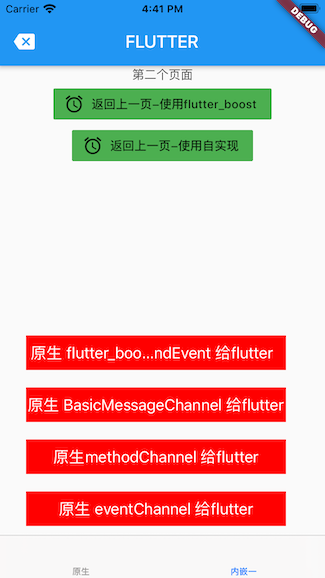 Carrier 4:41 PM
DEBUG
FLUTTER
第二个页面
返回上一页-使用flutter_boost
返回上一页-使用自实现
原生 flutter_boo...ndEvent 给flutter
原生 BasicMessageChannel 给flutter
原生methodChannel 给flutter
原生 eventChannel 给flutter
原生 内嵌一